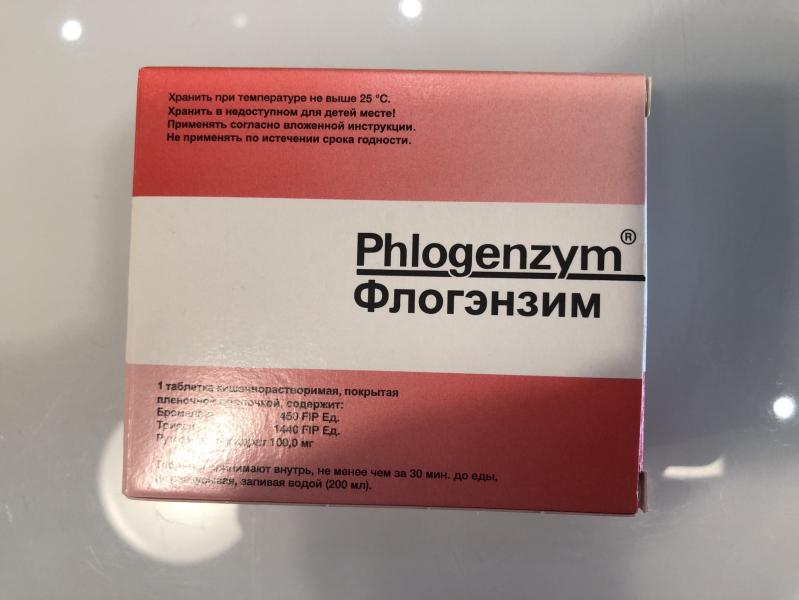 Хранить при температуре не выше 25 °C.
Хранить в недоступном для детей месте!
Применять согласно вложенной инструкции.
Не применять по истечении срока годности.
Phlogenzym®
Флогэнзим
1 таблетка кишечнорастворимая, покрытая
пленочной оболочкой, содержит:
450 FIP Ед.
1440 FIP Ед.
100,0 мг
принимают внутрь, не менее чем за 30 мин. до еды,
запивая водой (200 мл).